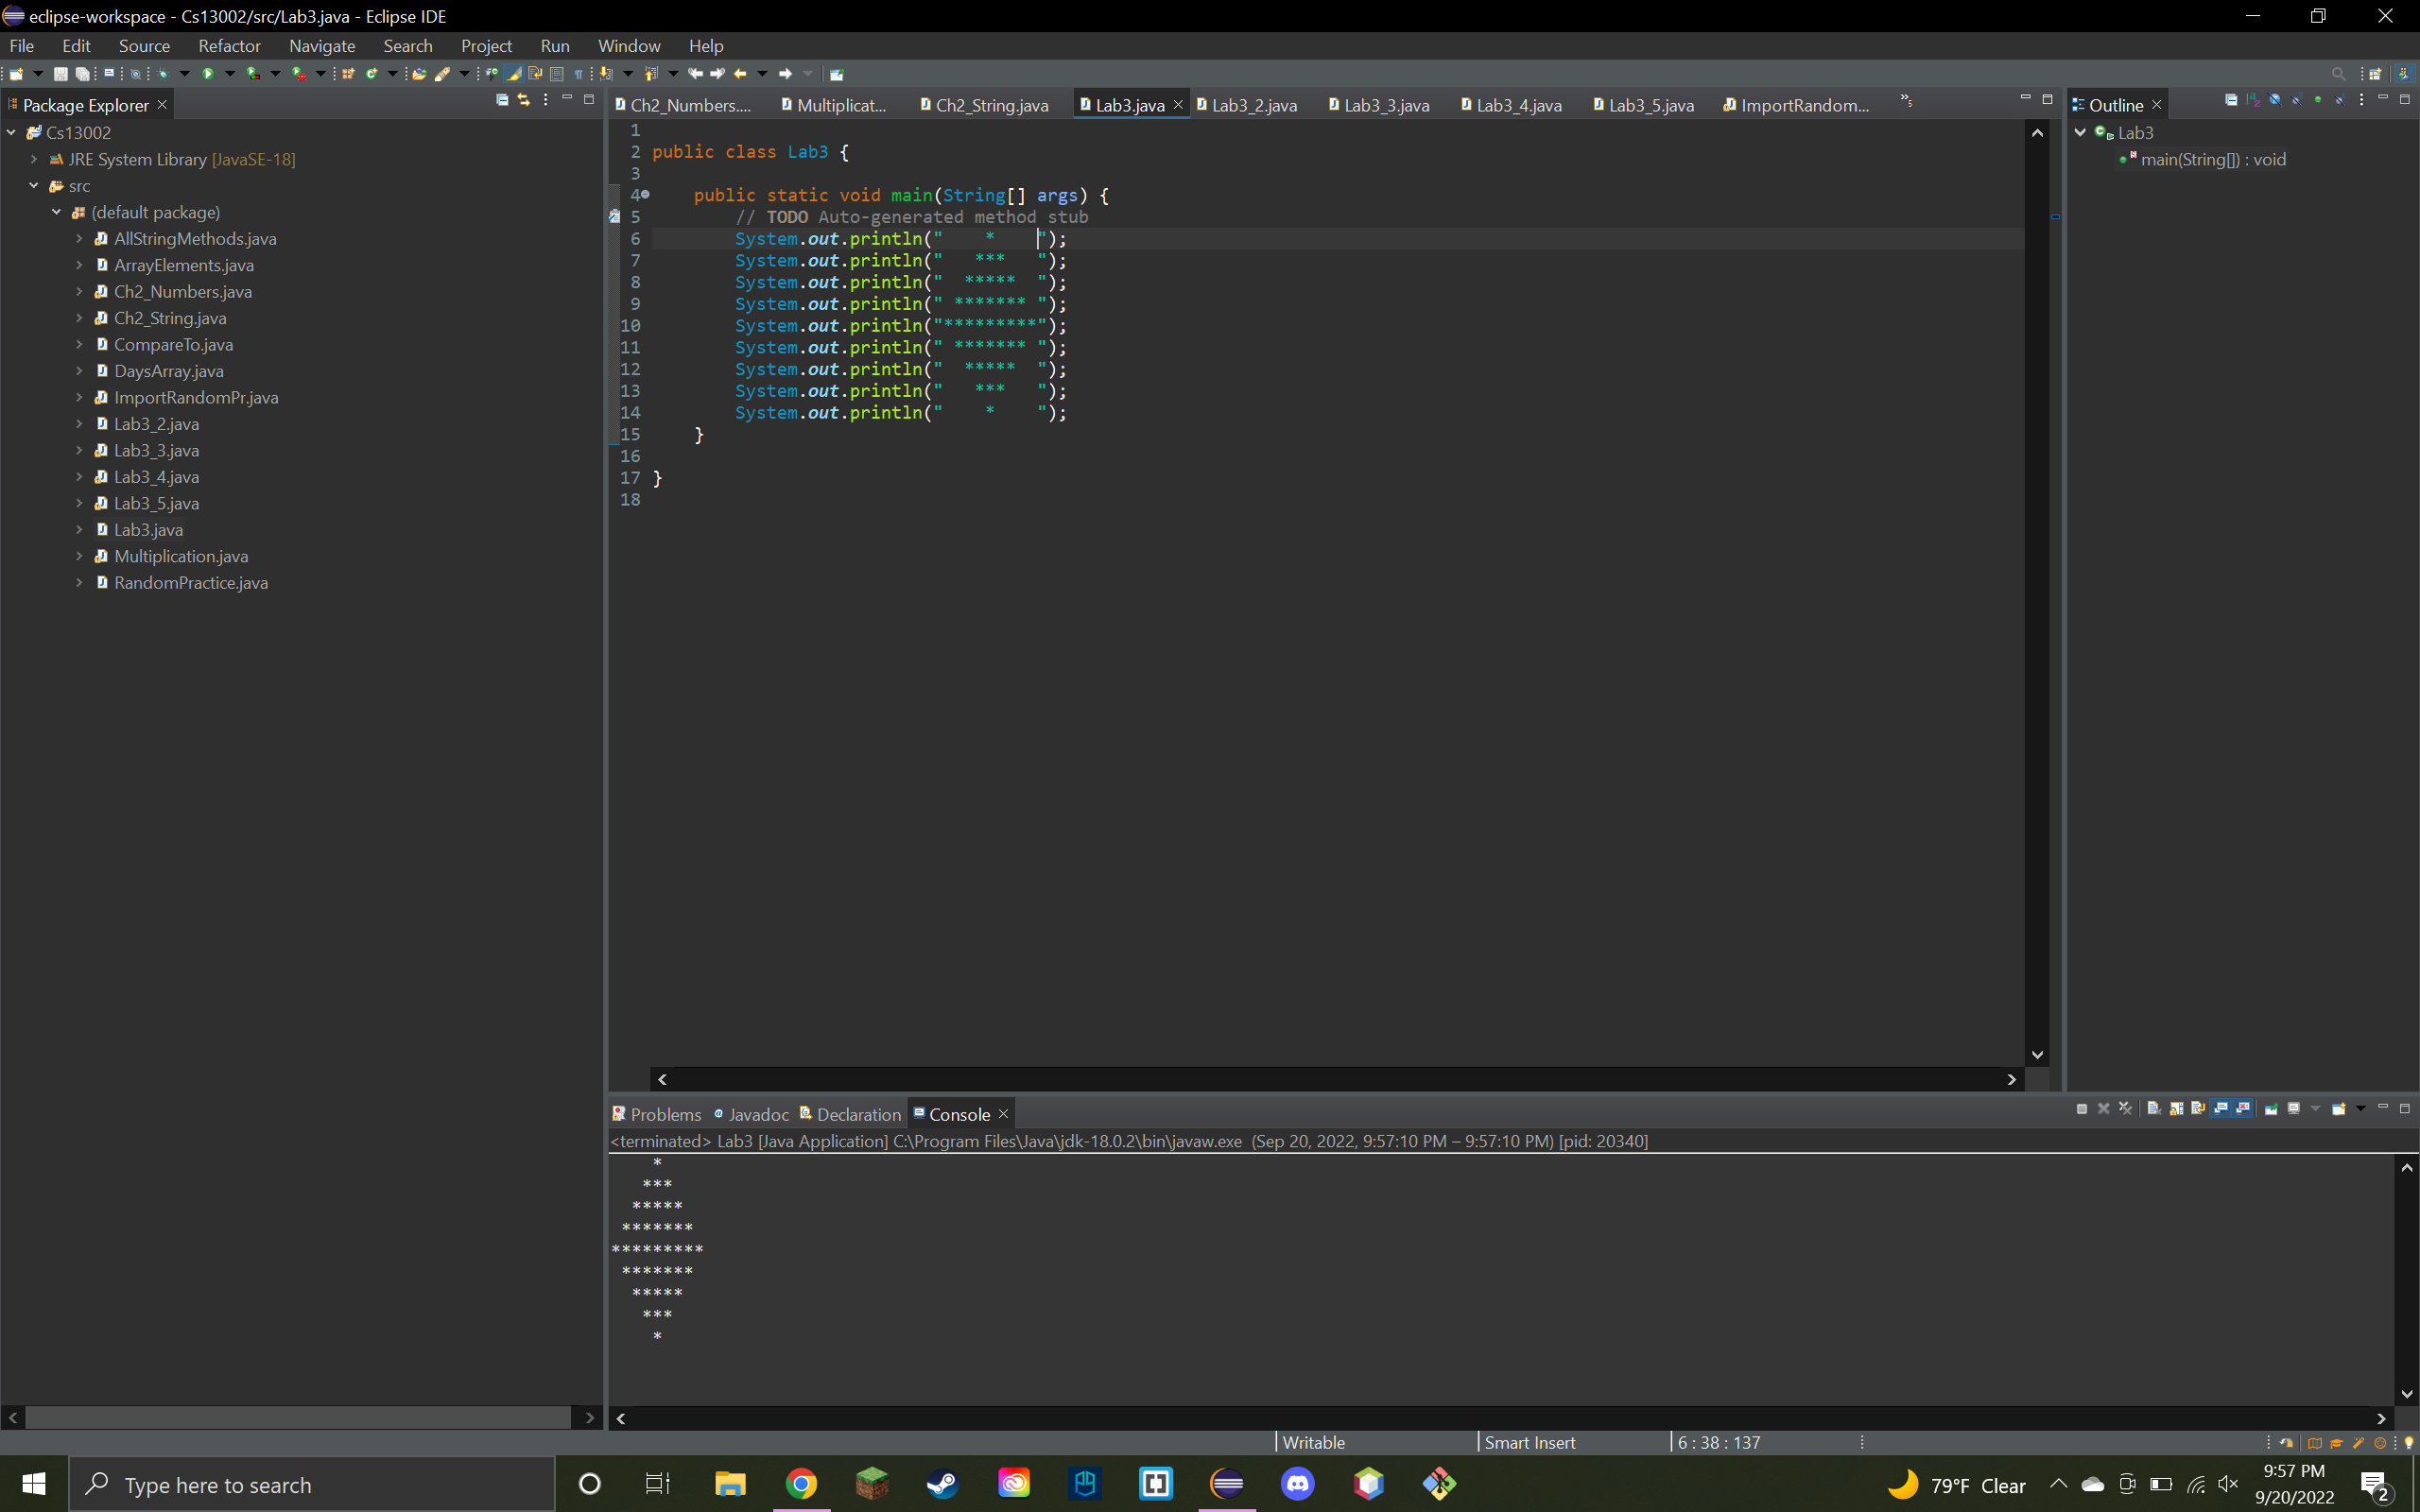 eclipse-workspace - Cs13002/src/Lab3.java - Eclipse IDE
File Edit Source Refactor Navigate Search Project Run Window Help
Package Explorer
Cs13002
JRE System Library [JavaSE-18]
src
(default package)
AllStringMethods.java
ArrayElements.java
Ch2_Numbers.java
Ch2_String.java
CompareTo.java
DaysArray.java
ImportRandomPr.java
Lab3_2.java
Lab3_3.java
Lab3_4.java
Lab3_5.java
Lab3.java
Multiplication.java
RandomPractice.java
Ch2_Numbers.... Multiplicat... Ch2_String.java Lab3.java Lab3_2.java Lab3_3.java Lab3_4.java Lab3_5.java ImportRandom... »5
1
2 public class Lab3 {
3
4     public static void main(String[] args) {
5         // TODO Auto-generated method stub
6         System.out.println("    *    ");
7         System.out.println("   ***   ");
8         System.out.println("  *****  ");
9         System.out.println(" ******* ");
10         System.out.println("*********");
11         System.out.println(" ******* ");
12         System.out.println("  *****  ");
13         System.out.println("   ***   ");
14         System.out.println("    *    ");
15     }
16
17 }
18
Outline
Lab3
main(String[]) : void
Problems Javadoc Declaration Console
<terminated> Lab3 [Java Application] C:\Program Files\Java\jdk-18.0.2\bin\javaw.exe (Sep 20, 2022, 9:57:10 PM – 9:57:10 PM) [pid: 20340]
    *
   ***
  *****
 *******
*********
 *******
  *****
   ***
    *
Writable Smart Insert 6 : 38 : 137
Type here to search
79°F Clear
9:57 PM
9/20/2022
2